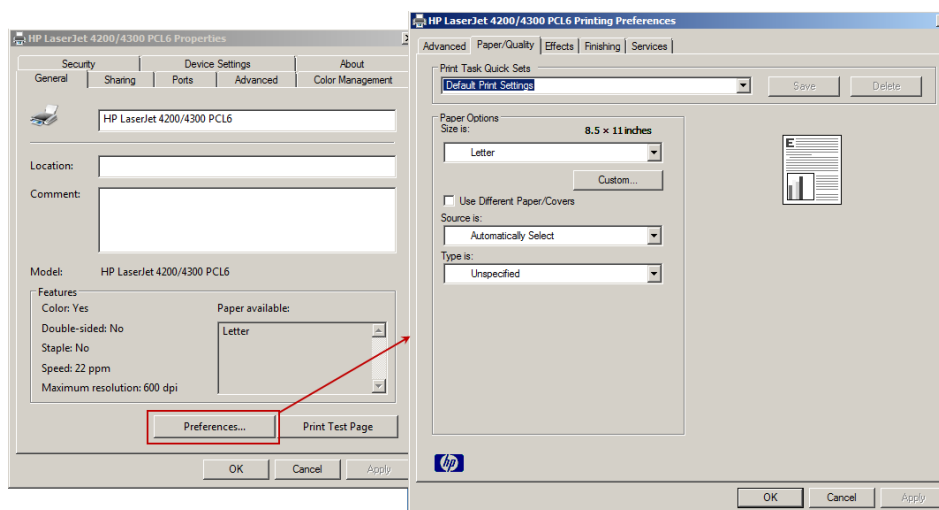 HP LaserJet 4200/4300 PCL6 Properties
Security Device Settings About
General Sharing Ports Advanced Color Management
HP LaserJet 4200/4300 PCL6
Location:
Comment:
Model: HP LaserJet 4200/4300 PCL6
Features
Color: Yes Paper available:
Double-sided: No Letter
Staple: No
Speed: 22 ppm
Maximum resolution: 600 dpi
Preferences... Print Test Page
OK Cancel Apply
HP LaserJet 4200/4300 PCL6 Printing Preferences
Advanced Paper/Quality Effects Finishing Services
Print Task Quick Sets
Default Print Settings Save Delete
Paper Options
Size is: 8.5 × 11 inches
Letter
Custom...
Use Different Paper/Covers
Source is:
Automatically Select
Type is:
Unspecified
E
hp
OK Cancel Apply